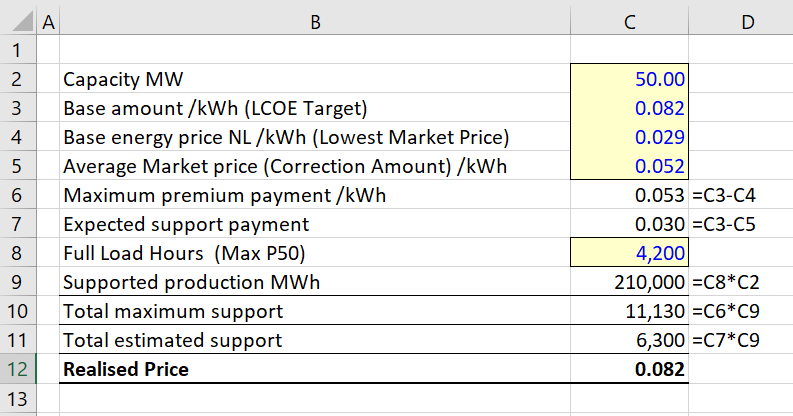 A B C D
1
2 Capacity MW 50.00
3 Base amount /kWh (LCOE Target) 0.082
4 Base energy price NL /kWh (Lowest Market Price) 0.029
5 Average Market price (Correction Amount) /kWh 0.052
6 Maximum premium payment /kWh 0.053 =C3-C4
7 Expected support payment 0.030 =C3-C5
8 Full Load Hours (Max P50) 4,200
9 Supported production MWh 210,000 =C8*C2
10 Total maximum support 11,130 =C6*C9
11 Total estimated support 6,300 =C7*C9
12 Realised Price 0.082
13